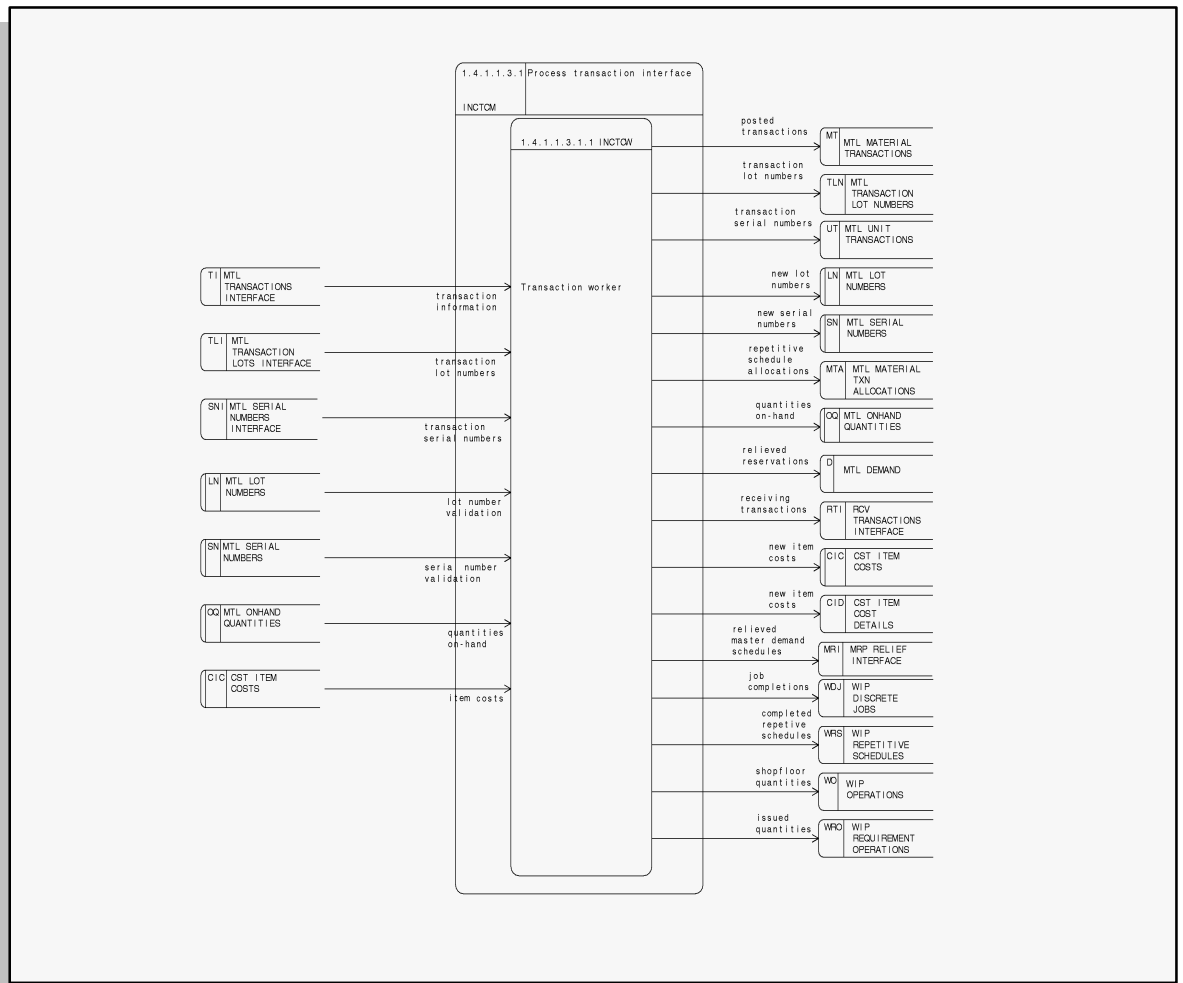 1.4.1.1.3.1 Process transaction interface
INCTCM
1.4.1.1.3.1.1 INCTCW
Transaction worker
TI MTL
TRANSACTIONS
INTERFACE
transaction
information
TLI MTL
TRANSACTION
LOTS INTERFACE
transaction
lot numbers
SNI MTL SERIAL
NUMBERS
INTERFACE
transaction
serial numbers
LN MTL LOT
NUMBERS
lot number
validation
SN MTL SERIAL
NUMBERS
serial number
validation
OQ MTL ONHAND
QUANTITIES
quantities
on-hand
CIC CST ITEM
COSTS
item costs
posted
transactions
MT
MTL MATERIAL
TRANSACTIONS
transaction
lot numbers
TLN MTL
TRANSACTION
LOT NUMBERS
transaction
serial numbers
UT MTL UNIT
TRANSACTIONS
new lot
numbers
LN MTL LOT
NUMBERS
new serial
numbers
SN MTL SERIAL
NUMBERS
repetitive
schedule
allocations
MTA MTL MATERIAL
TXN
ALLOCATIONS
quantities
on-hand
OQ MTL ONHAND
QUANTITIES
relieved
reservations
D
MTL DEMAND
receiving
transactions
RTI RCV
TRANSACTIONS
INTERFACE
new item
costs
CIC CST ITEM
COSTS
new item
costs
CID CST ITEM
COST
DETAILS
relieved
master demand
schedules
MRI MRP RELIEF
INTERFACE
job
completions
WDJ WIP
DISCRETE
JOBS
completed
repetive
schedules
WRS WIP
REPETITIVE
SCHEDULES
shopfloor
quantities
WO WIP
OPERATIONS
issued
quantities
WRO WIP
REQUIREMENT
OPERATIONS